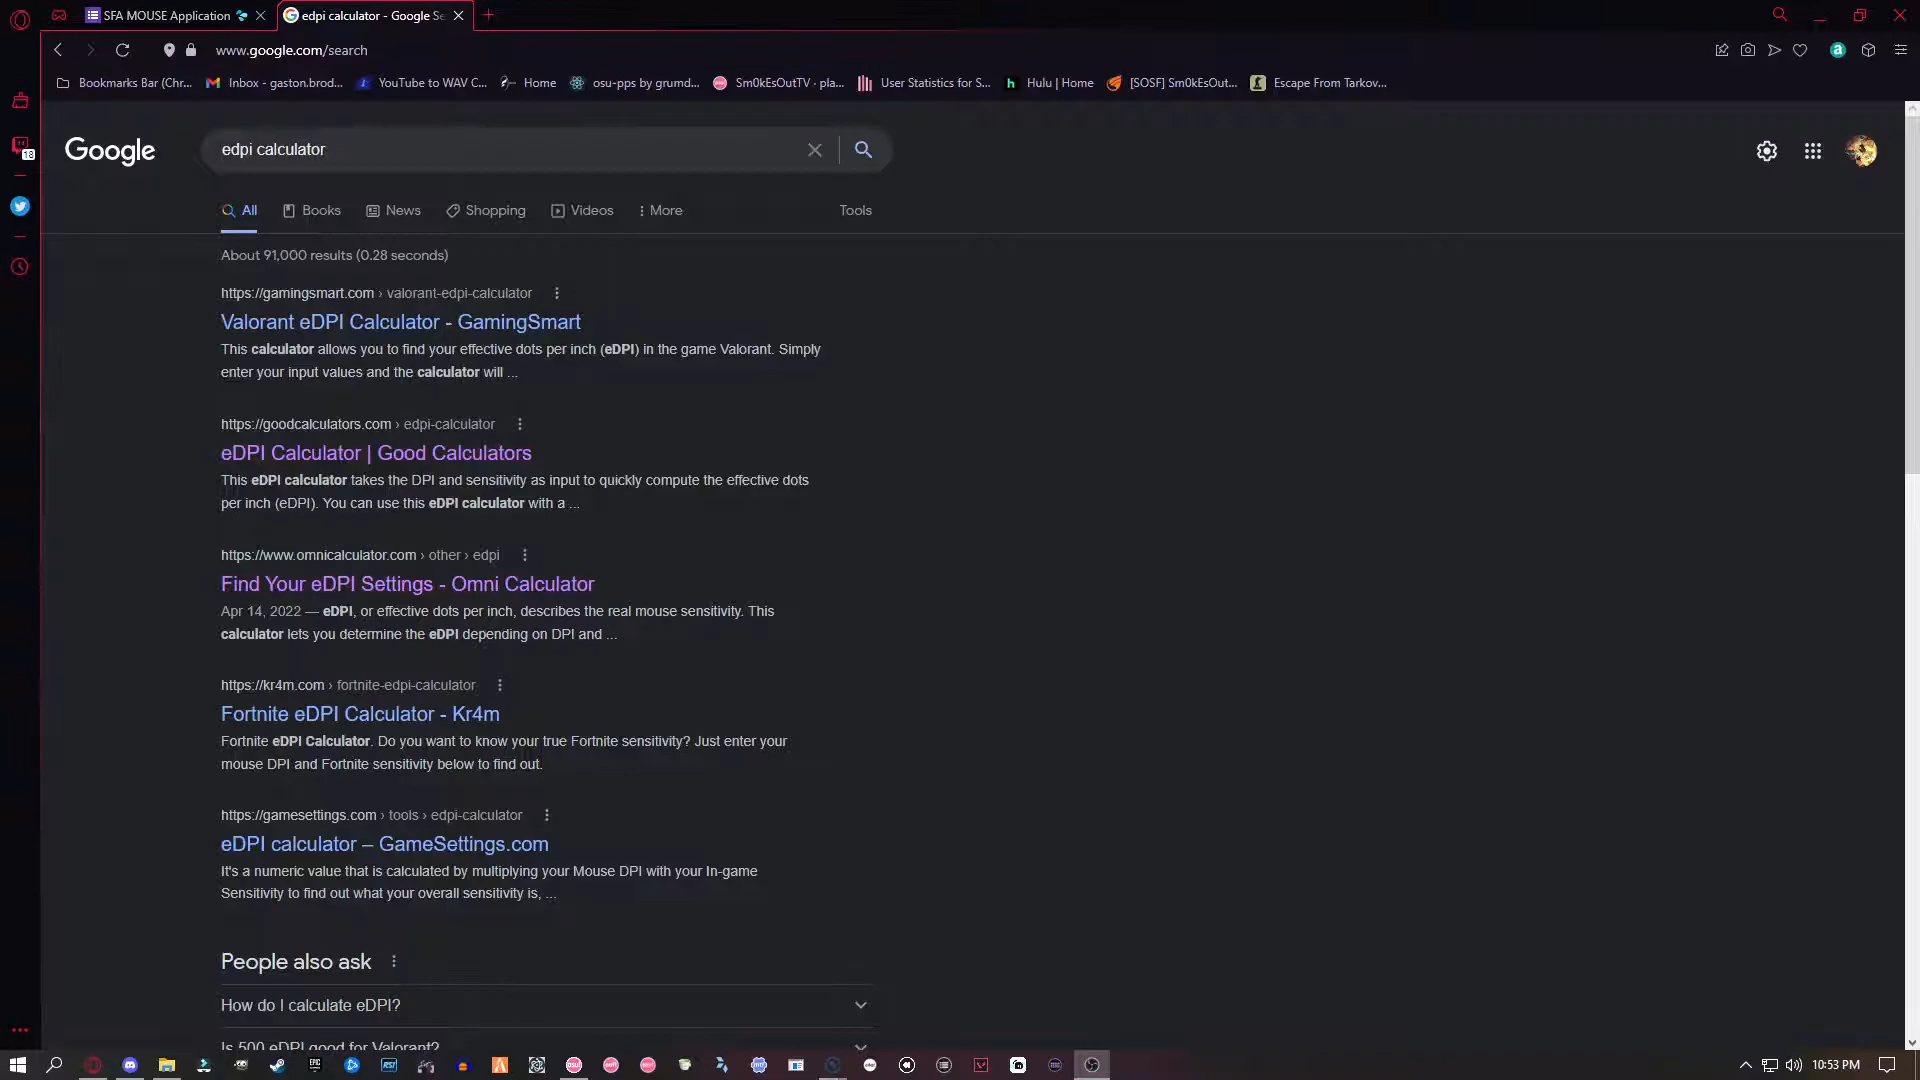 SFA MOUSE Application
edpi calculator - Google Se
www.google.com/search
Bookmarks Bar (Chr...
Inbox - gaston.brod...
YouTube to WAV C...
Home
osu-pps by grumd...
Sm0kEsOutTV · pla...
User Statistics for S...
Hulu | Home
[SOSF] Sm0kEsOut...
Escape From Tarkov...
18
Google
edpi calculator
All
Books
News
Shopping
Videos
More
Tools
About 91,000 results (0.28 seconds)
https://gamingsmart.com › valorant-edpi-calculator
Valorant eDPI Calculator - GamingSmart
This calculator allows you to find your effective dots per inch (eDPI) in the game Valorant. Simply
enter your input values and the calculator will ...
https://goodcalculators.com › edpi-calculator
eDPI Calculator | Good Calculators
This eDPI calculator takes the DPI and sensitivity as input to quickly compute the effective dots
per inch (eDPI). You can use this eDPI calculator with a ...
https://www.omnicalculator.com › other › edpi
Find Your eDPI Settings - Omni Calculator
Apr 14, 2022 — eDPI, or effective dots per inch, describes the real mouse sensitivity. This
calculator lets you determine the eDPI depending on DPI and ...
https://kr4m.com › fortnite-edpi-calculator
Fortnite eDPI Calculator - Kr4m
Fortnite eDPI Calculator. Do you want to know your true Fortnite sensitivity? Just enter your
mouse DPI and Fortnite sensitivity below to find out.
https://gamesettings.com › tools › edpi-calculator
eDPI calculator – GameSettings.com
It's a numeric value that is calculated by multiplying your Mouse DPI with your In-game
Sensitivity to find out what your overall sensitivity is, ...
People also ask
How do I calculate eDPI?
Is 500 eDPI good for Valorant?
10:53 PM